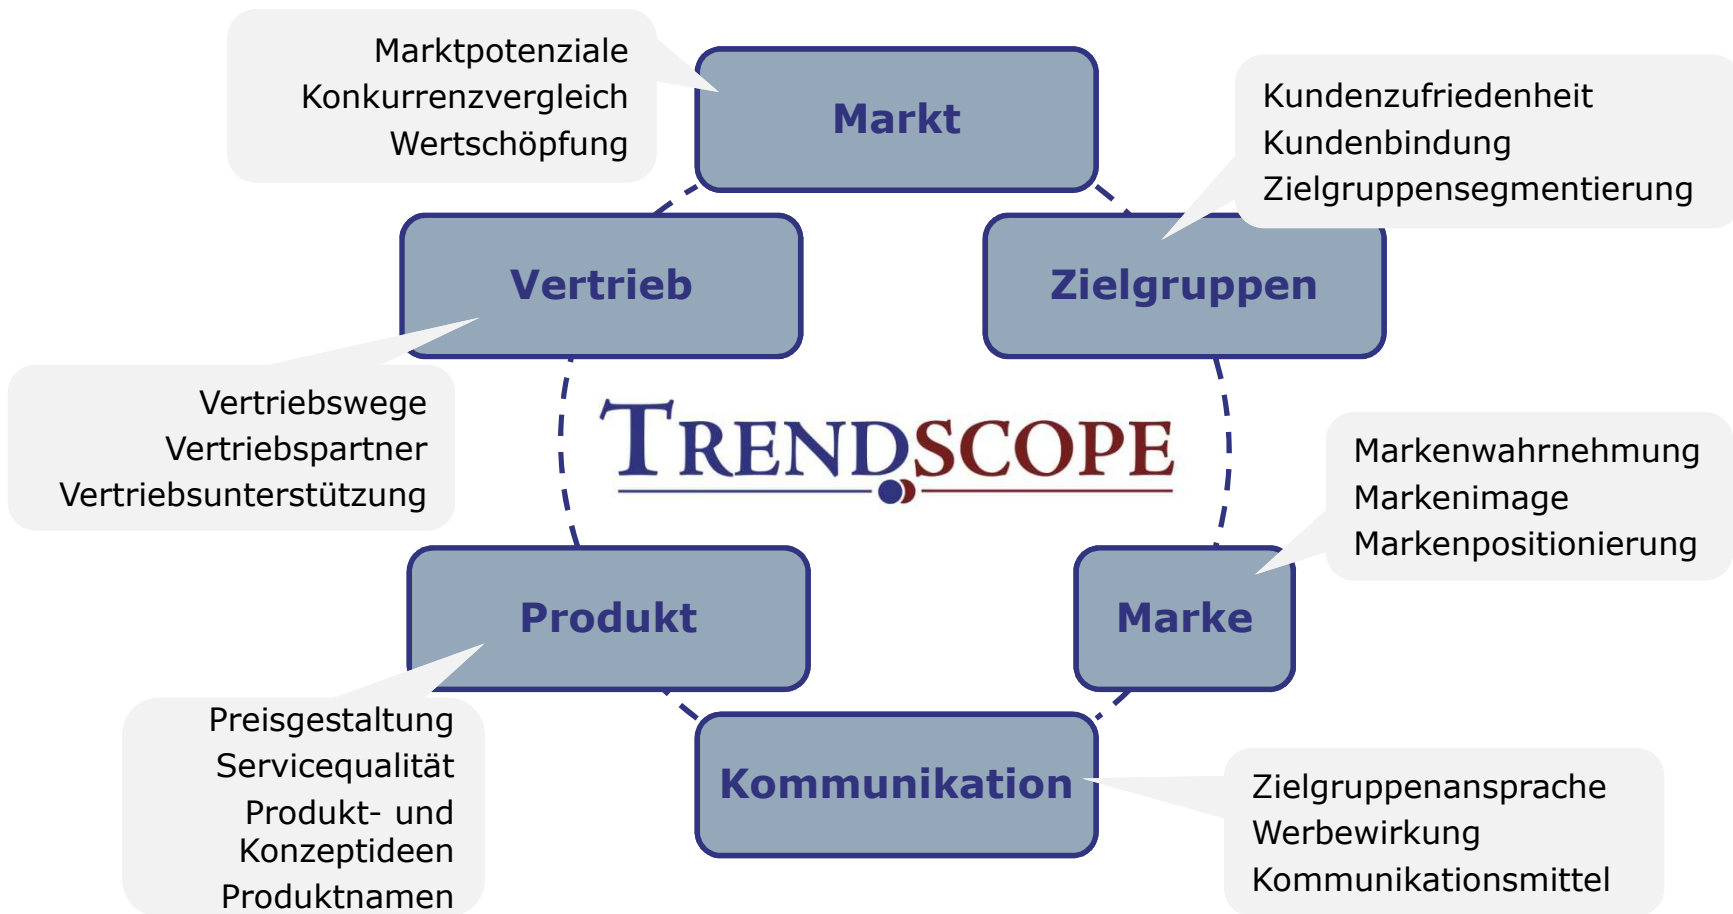 Marktpotenziale
Konkurrenzvergleich
Wertschöpfung
Markt
Kundenzufriedenheit
Kundenbindung
Zielgruppensegmentierung
Vertrieb
Zielgruppen
Vertriebswege
Vertriebspartner
Vertriebsunterstützung
TRENDSCOPE
Markenwahrnehmung
Markenimage
Markenpositionierung
Produkt
Marke
Preisgestaltung
Servicequalität
Produkt- und
Konzeptideen
Produktnamen
Kommunikation
Zielgruppenansprache
Werbewirkung
Kommunikationsmittel